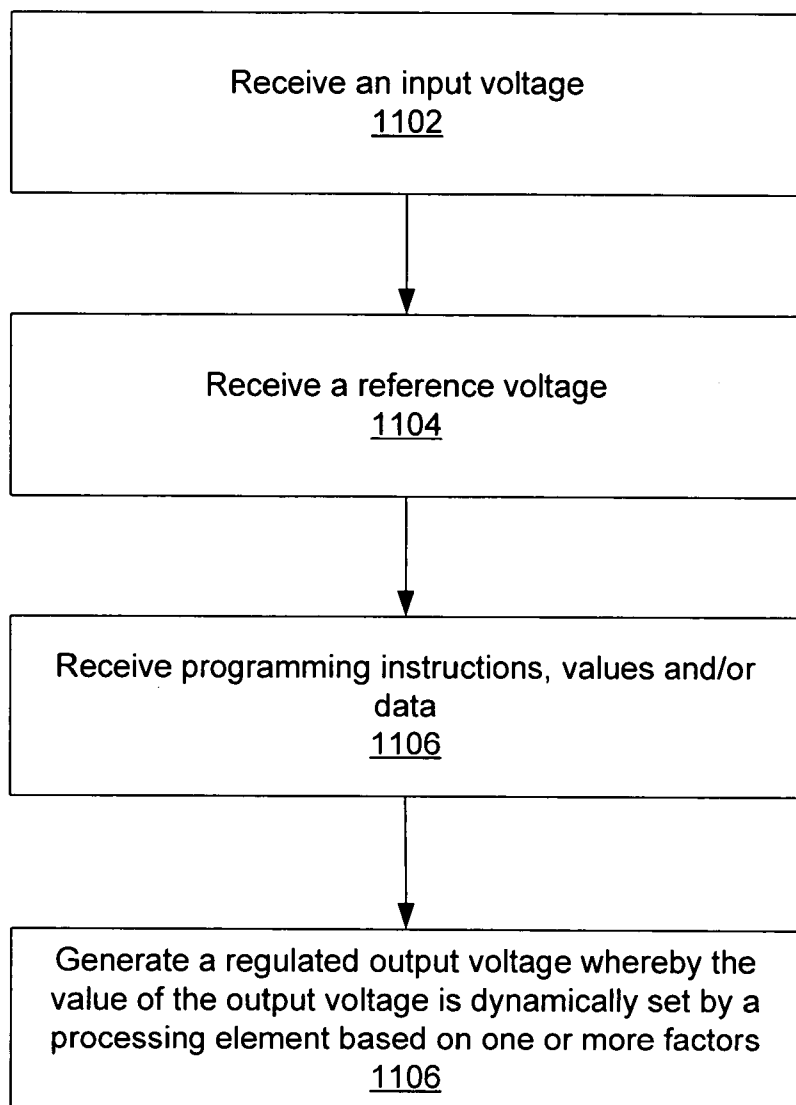 Receive an input voltage
1102
Receive a reference voltage
1104
Receive programming instructions, values and/or
data
1106
Generate a regulated output voltage whereby the
value of the output voltage is dynamically set by a
processing element based on one or more factors
1106